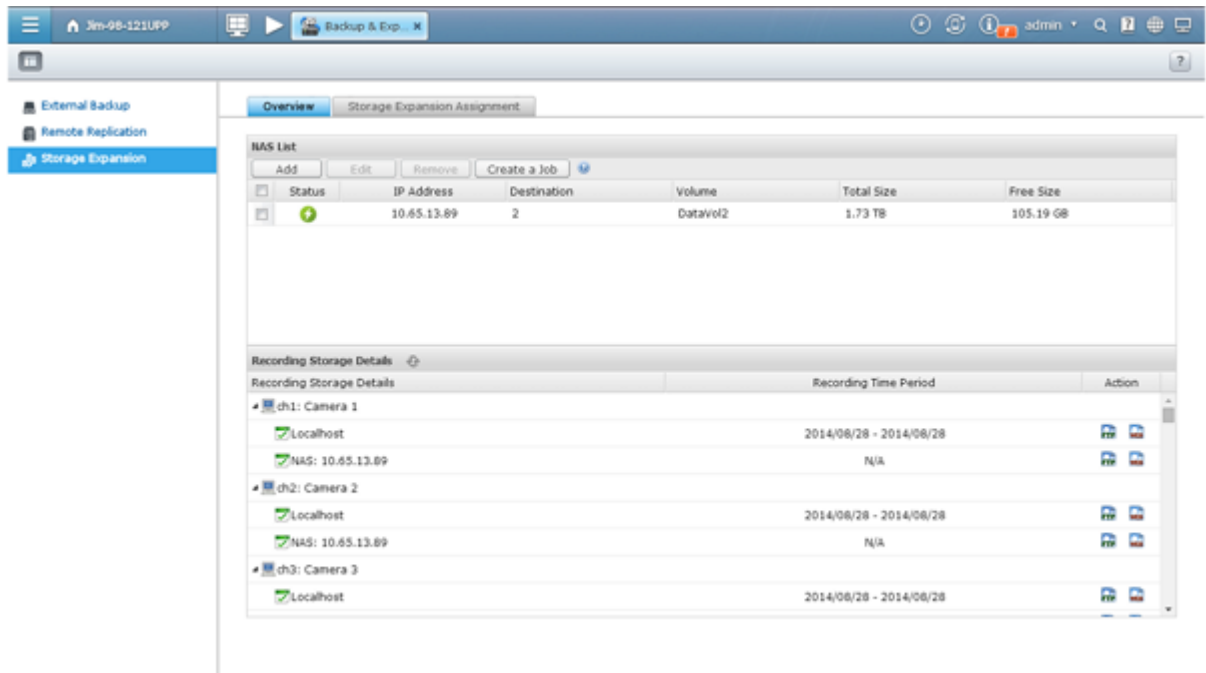 Jim-98-121UPP Backup & Exp... admin
External Backup
Remote Replication
Storage Expansion
Overview Storage Expansion Assignment
NAS List
Add Edit Remove Create a Job
Status IP Address Destination Volume Total Size Free Size
10.65.13.89 2 DataVol2 1.73 TB 105.19 GB
Recording Storage Details
Recording Storage Details Recording Time Period Action
ch1: Camera 1
Localhost 2014/08/28 - 2014/08/28
NAS: 10.65.13.89 N/A
ch2: Camera 2
Localhost 2014/08/28 - 2014/08/28
NAS: 10.65.13.89 N/A
ch3: Camera 3
Localhost 2014/08/28 - 2014/08/28